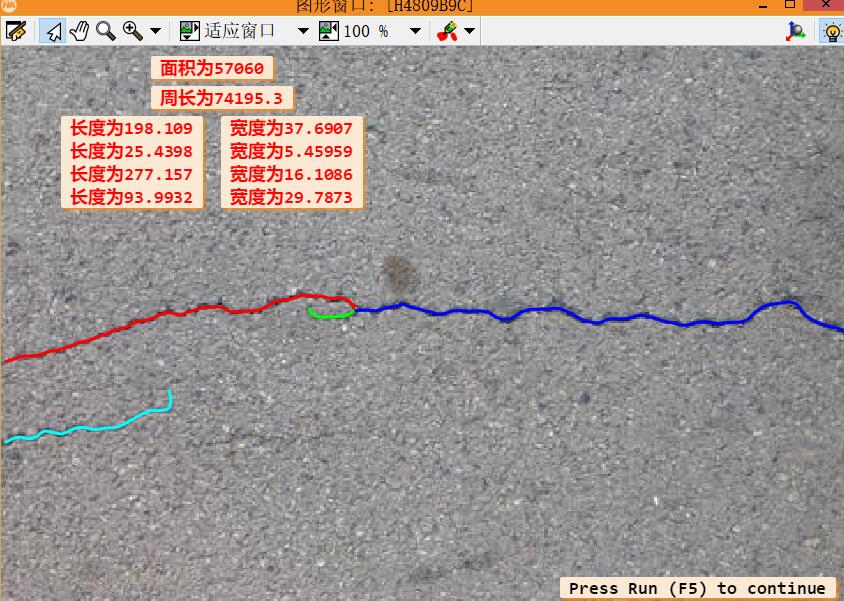 图形窗口: [H4809B9C]
适应窗口 100 %
面积为57060
周长为74195.3
长度为198.109 宽度为37.6907
长度为25.4398 宽度为5.45959
长度为277.157 宽度为16.1086
长度为93.9932 宽度为29.7873
Press Run (F5) to continue